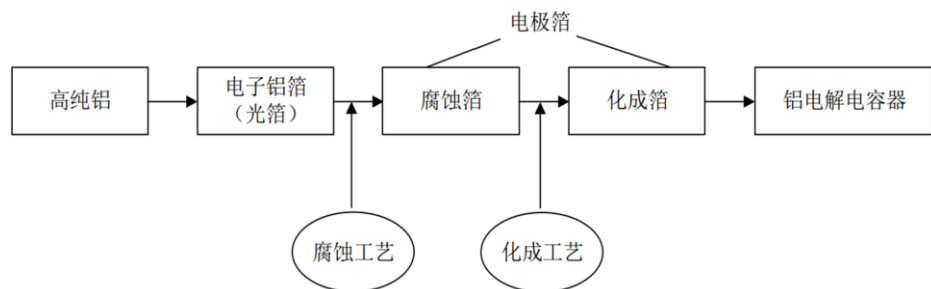 电极箔
高纯铝
电子铝箔
（光箔）
腐蚀箔
化成箔
铝电解电容器
腐蚀工艺
化成工艺